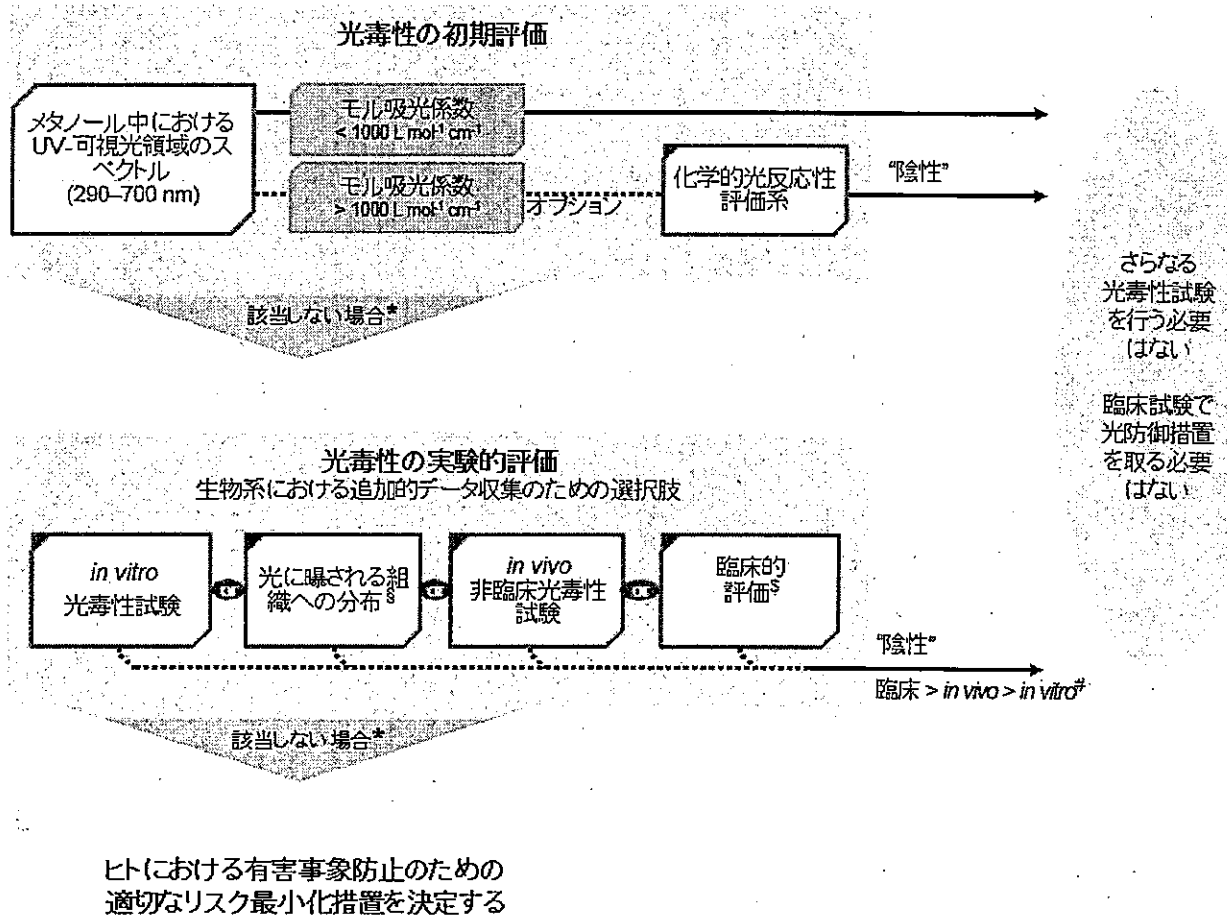 光毒性の初期評価
メタノール中における
UV-可視光領域のス
ペクトル
(290–700 nm)
モル吸光係数
< 1000 L mol⁻¹ cm⁻¹
モル吸光係数
> 1000 L mol⁻¹ cm⁻¹
オプション
化学的光反応性
評価系
“陰性”
該当しない場合*
さらなる
光毒性試験
を行う必要
はない
臨床試験で
光防御措置
を取る必要
はない
光毒性の実験的評価
生物系における追加的データ収集のための選択肢
in vitro
光毒性試験
光に曝される組
織への分布§
in vivo
非臨床光毒性
試験
臨床的
評価$
“陰性”
臨床 > in vivo > in vitro#
該当しない場合*
ヒトにおける有害事象防止のための
適切なリスク最小化措置を決定する